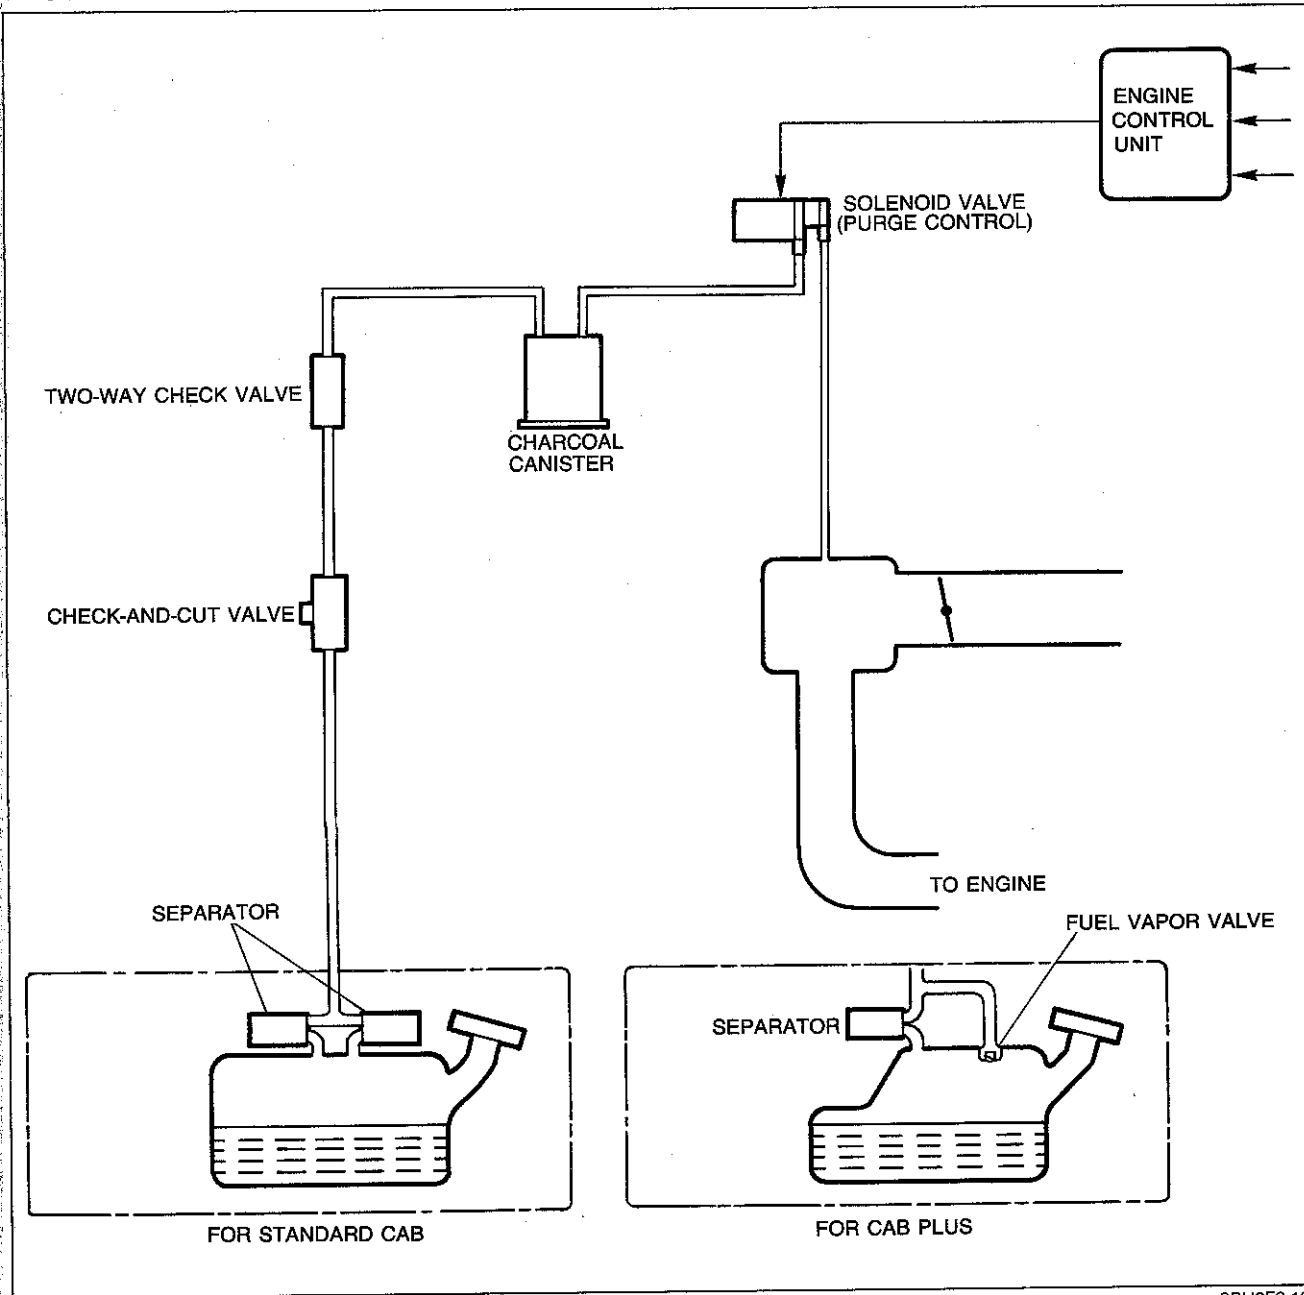 ENGINE
CONTROL
UNIT
SOLENOID VALVE
(PURGE CONTROL)
TWO-WAY CHECK VALVE
CHARCOAL
CANISTER
CHECK-AND-CUT VALVE
TO ENGINE
SEPARATOR
FUEL VAPOR VALVE
SEPARATOR
FOR STANDARD CAB
FOR CAB PLUS